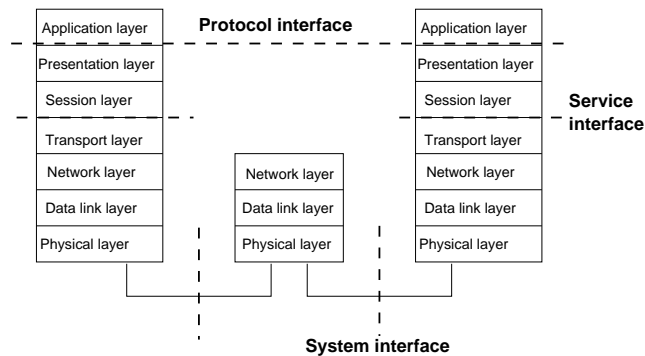 Application layer
Presentation layer
Session layer
Transport layer
Network layer
Data link layer
Physical layer
Protocol interface
Network layer
Data link layer
Physical layer
Application layer
Presentation layer
Session layer
Transport layer
Network layer
Data link layer
Physical layer
Service
interface
System interface